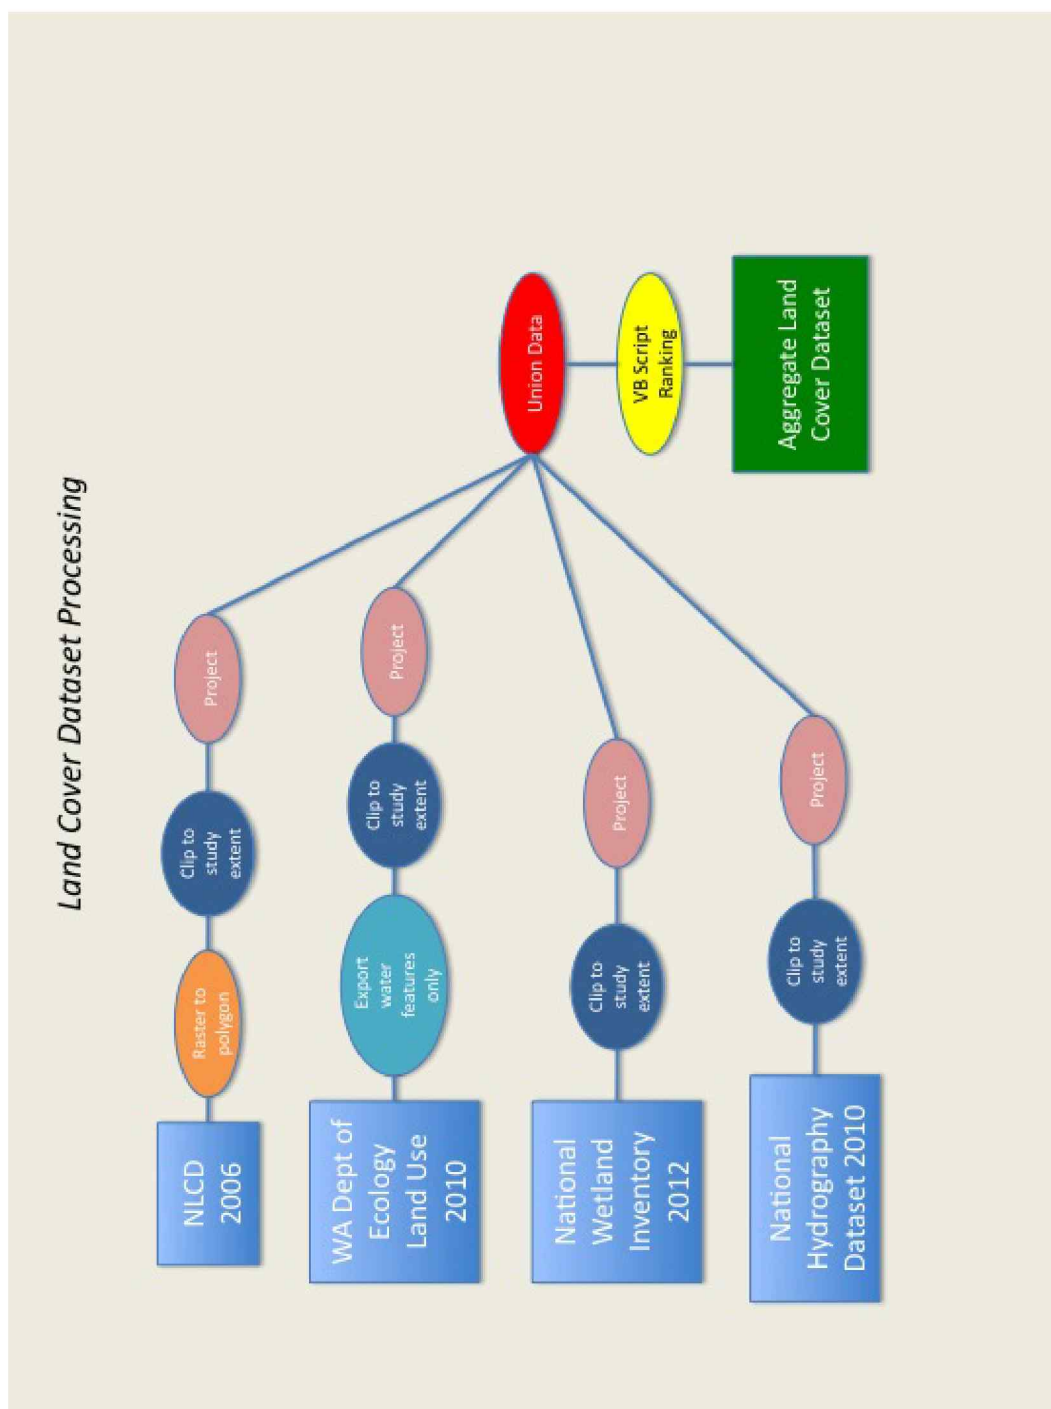 Land Cover Dataset Processing
NLCD
2006
Raster to
polygon
Clip to
study
extent
Project
WA Dept of
Ecology
Land Use
2010
Export
water
features
only
Clip to
study
extent
Project
National
Wetland
Inventory
2012
Clip to
study
extent
Project
National
Hydrography
Dataset 2010
Clip to
study
extent
Project
Union Data
VB Script
Ranking
Aggregate Land
Cover Dataset